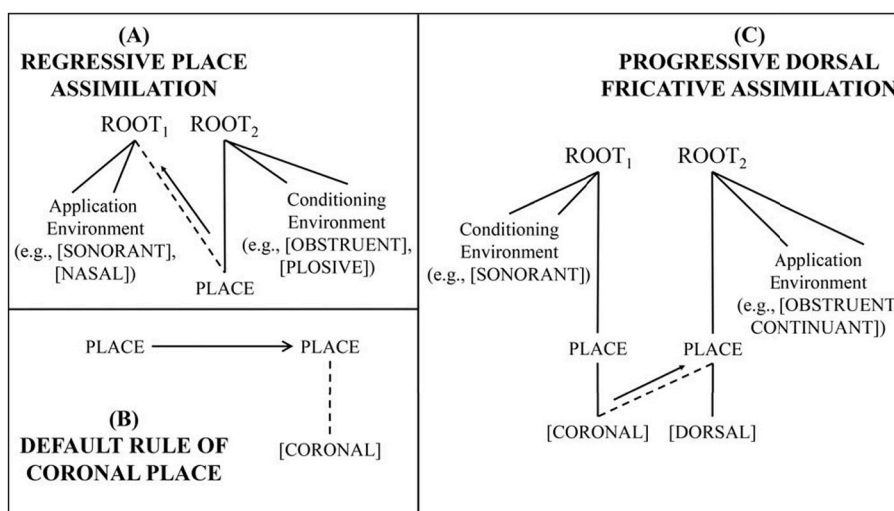 (A)
REGRESSIVE PLACE
ASSIMILATION
ROOT1 ROOT2
Application
Environment
(e.g., [SONORANT],
[NASAL])
Conditioning
Environment
(e.g., [OBSTRUENT],
[PLOSIVE])
PLACE
PLACE PLACE
(B)
DEFAULT RULE OF
CORONAL PLACE
[CORONAL]
(C)
PROGRESSIVE DORSAL
FRICATIVE ASSIMILATION
ROOT1 ROOT2
Conditioning
Environment
(e.g., [SONORANT])
Application
Environment
(e.g., [OBSTRUENT
CONTINUANT])
PLACE PLACE
[CORONAL] [DORSAL]